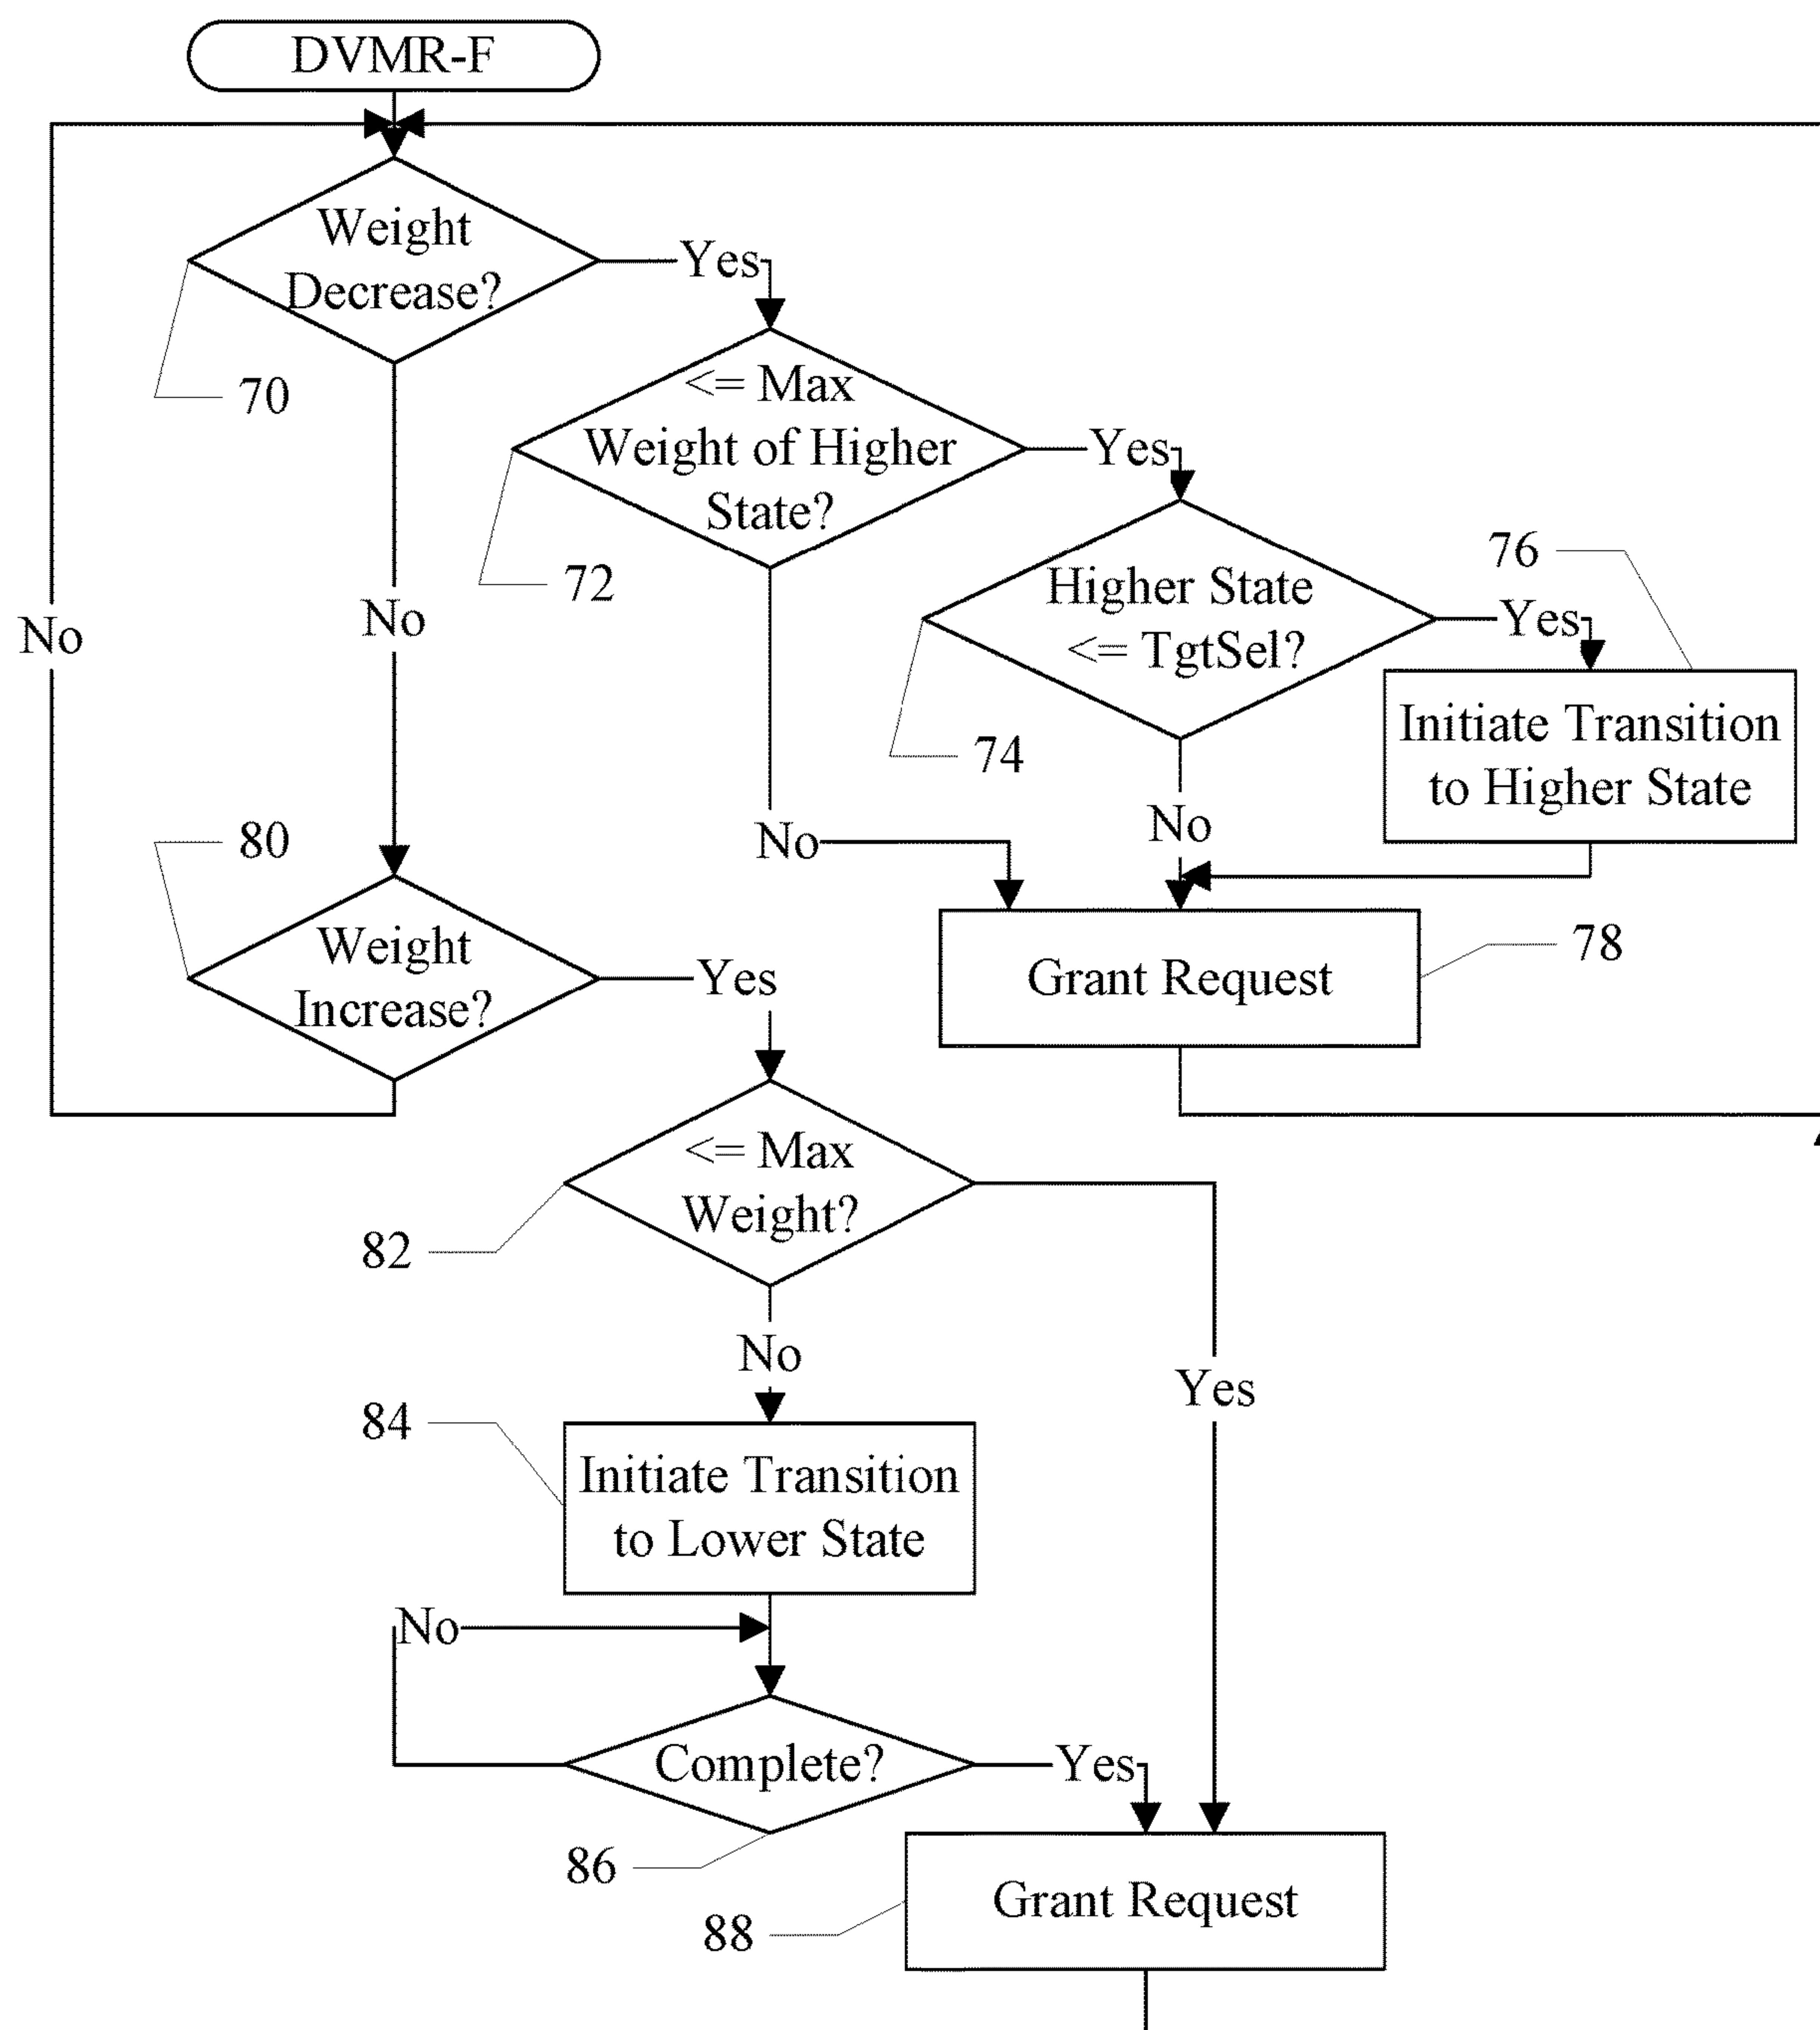 DVMR-F
Weight
Decrease?
Yes
70
<= Max
Weight of Higher
State?
Yes
72
76
Higher State
<= TgtSel?
Yes
No
No
74
Initiate Transition
to Higher State
80
No
No
Weight
Increase?
Yes
Grant Request
78
<= Max
Weight?
82
No
Yes
84
Initiate Transition
to Lower State
No
Complete?
Yes
86
Grant Request
88